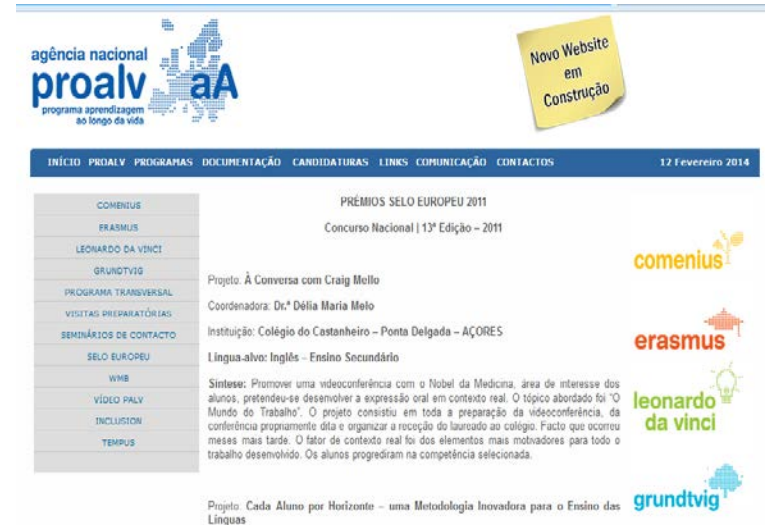 agência nacional
proalv
aA
programa aprendizagem
ao longo da vida
Novo Website
em
Construção
INÍCIO PROALV PROGRAMAS DOCUMENTAÇÃO CANDIDATURAS LINKS COMUNICAÇÃO CONTACTOS 12 Fevereiro 2014
COMENIUS
ERASMUS
LEONARDO DA VINCI
GRUNDTVIG
PROGRAMA TRANSVERSAL
VISITAS PREPARATÓRIAS
SEMINÁRIOS DE CONTACTO
SELO EUROPEU
WMB
VÍDEO PALV
INCLUSION
TEMPUS
PRÉMIOS SELO EUROPEU 2011
Concurso Nacional | 13ª Edição – 2011
Projeto: À Conversa com Craig Mello
Coordenadora: Dr.ª Délia Maria Melo
Instituição: Colégio do Castanheiro – Ponta Delgada – AÇORES
Língua-alvo: Inglês – Ensino Secundário
Síntese: Promover uma videoconferência com o Nobel da Medicina, área de interesse dos
alunos, pretendeu-se desenvolver a expressão oral em contexto real. O tópico abordado foi "O
Mundo do Trabalho". O projeto consistiu em toda a preparação da videoconferência, da
conferência propriamente dita e organizar a receção do laureado ao colégio. Facto que ocorreu
meses mais tarde. O fator de contexto real foi dos elementos mais motivadores para todo o
trabalho desenvolvido. Os alunos progrediram na competência selecionada.
Projeto: Cada Aluno por Horizonte – uma Metodologia Inovadora para o Ensino das
Línguas
comenius
erasmus
leonardo
da vinci
grundtvig